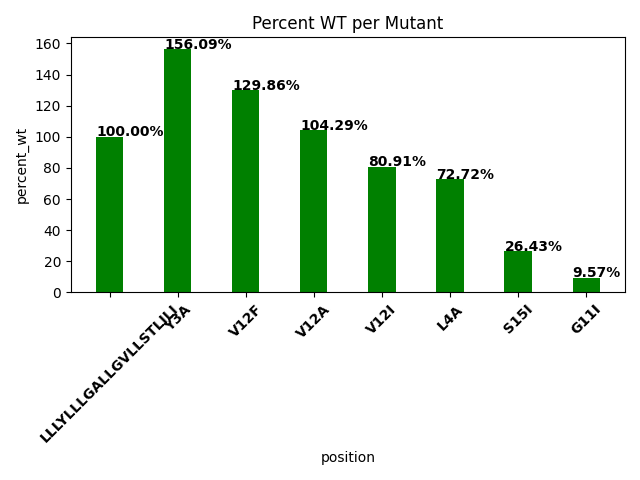 Percent WT per Mutant
percent_wt
160
140
120
100
80
60
40
20
0
100.00%
156.09%
129.86%
104.29%
80.91%
72.72%
26.43%
9.57%
LLLYLLLGALLGVLLSTLILI
Y3A
V12F
V12A
V12I
L4A
S15I
G11I
position